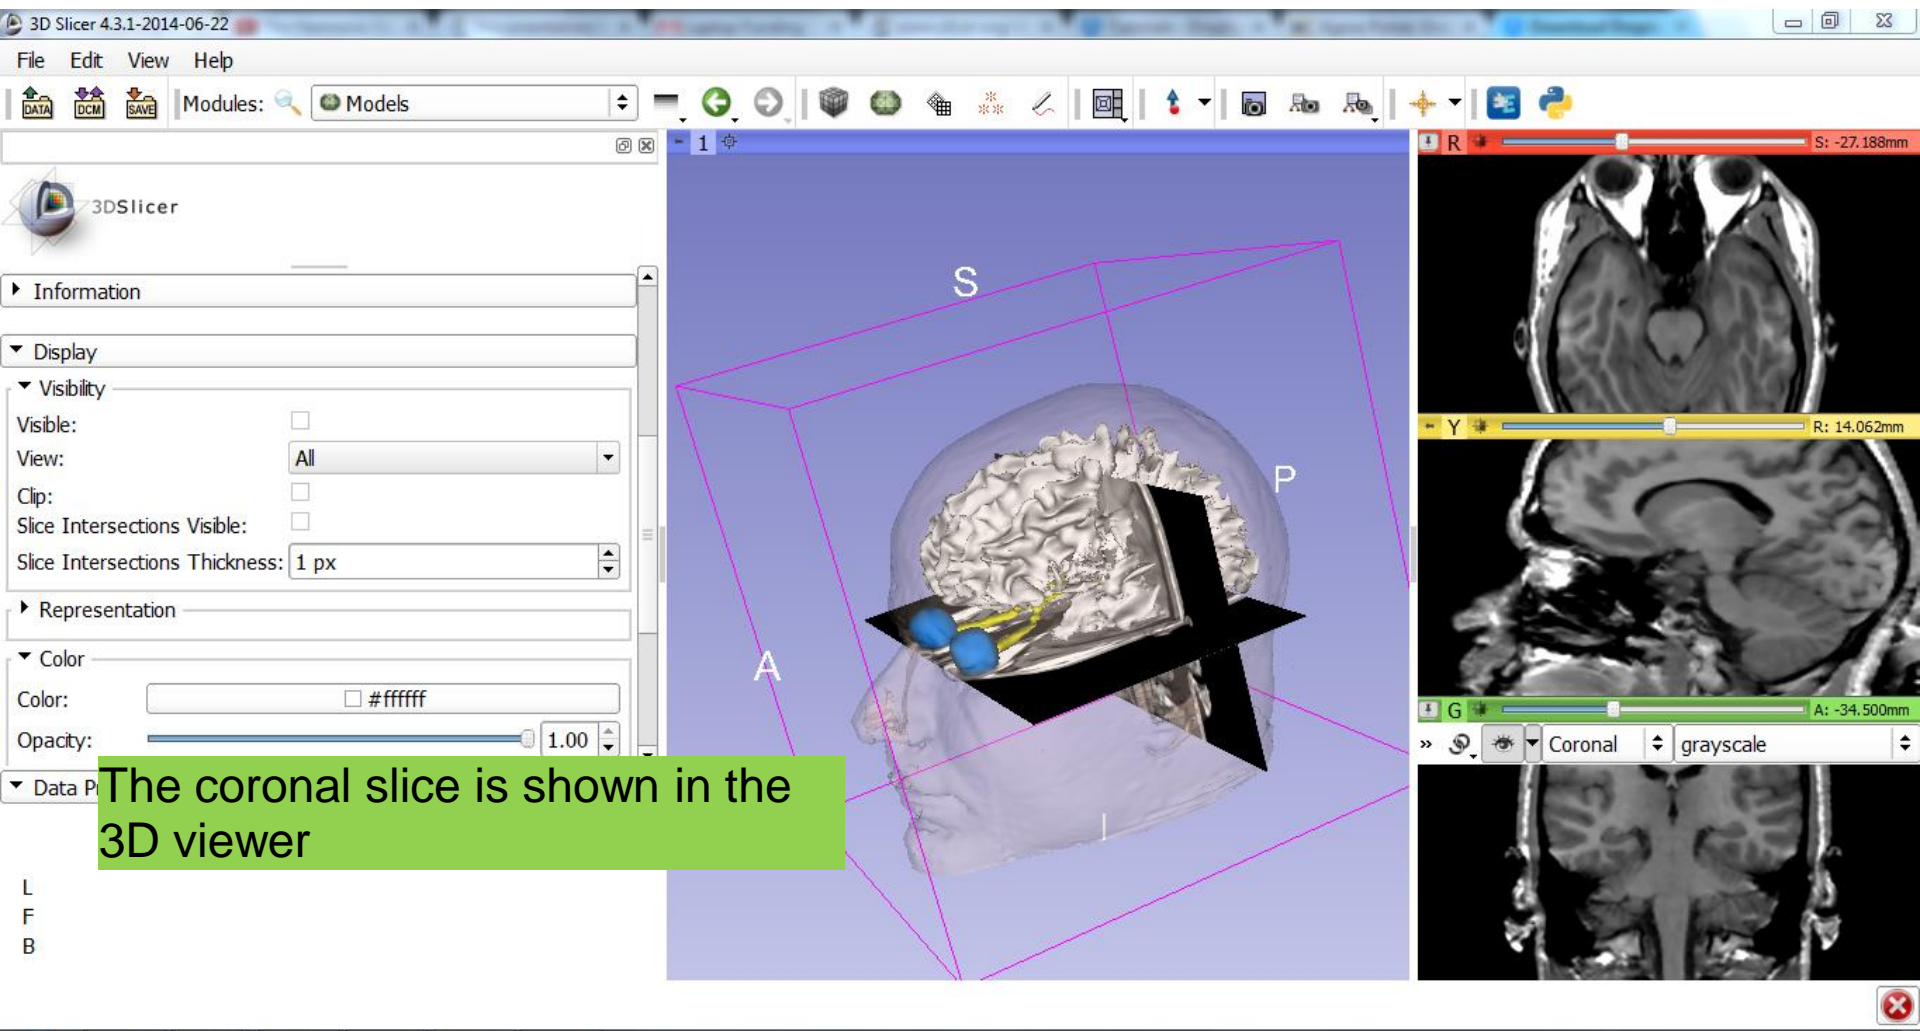 3D Slicer 4.3.1-2014-06-22
File Edit View Help
DATA DCM SAVE Modules: Models
1
R S: -27.188mm
3DSlicer
Information
Display
Visibility
Visible:
View: All
Clip:
Slice Intersections Visible:
Slice Intersections Thickness: 1 px
Representation
Color
Color: #ffffff
Opacity: 1.00
Data P
The coronal slice is shown in the
3D viewer
L
F
B
S
P
A
I
Y R: 14.062mm
G A: -34.500mm
Coronal grayscale